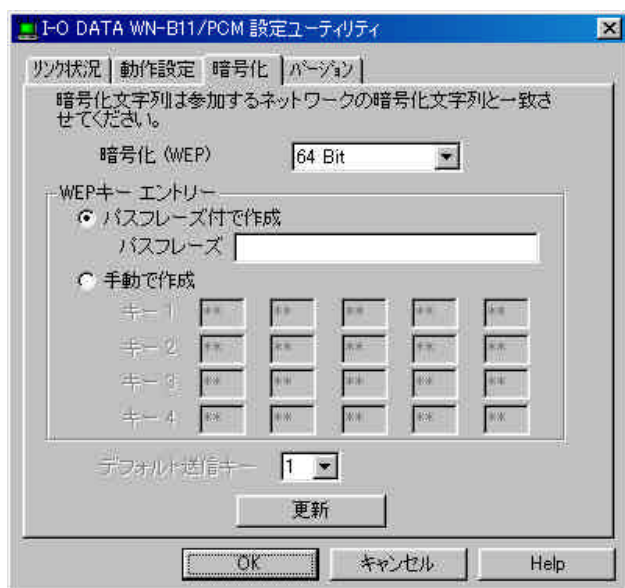 I-O DATA WN-B11/PCM 設定ユーティリティ
リンク状況 動作設定 暗号化 バージョン
暗号化文字列は参加するネットワークの暗号化文字列と一致さ
せてください。
暗号化 (WEP) 64 Bit
WEPキー エントリー
パスフレーズ付で作成
パスフレーズ
手動で作成
キー 1 ** ** ** ** **
キー 2 ** ** ** ** **
キー 3 ** ** ** ** **
キー 4 ** ** ** ** **
デフォルト送信キー 1
更新
OK キャンセル Help